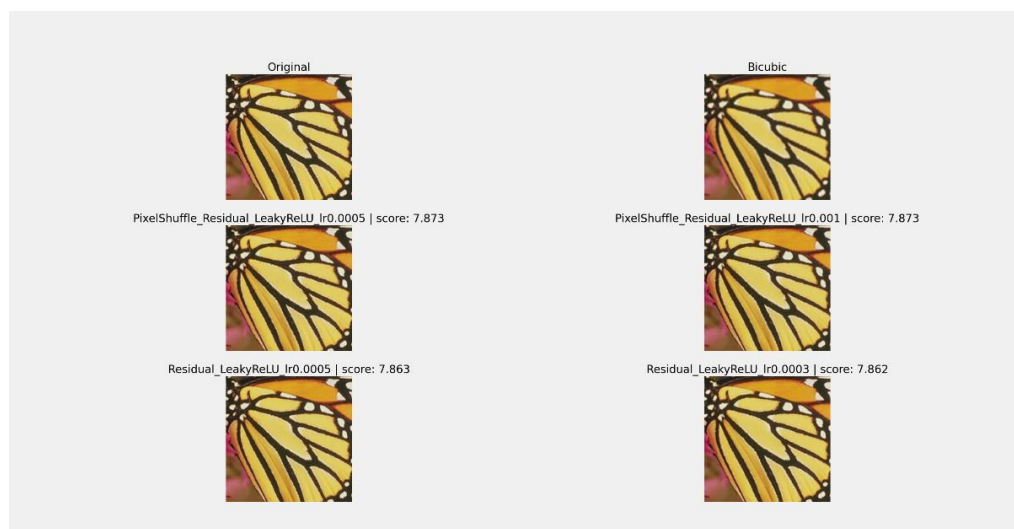 Original
Bicubic
PixelShuffle_Residual_LeakyReLU_lr0.0005 | score: 7.873
PixelShuffle_Residual_LeakyReLU_lr0.001 | score: 7.873
Residual_LeakyReLU_lr0.0005 | score: 7.863
Residual_LeakyReLU_lr0.0003 | score: 7.862